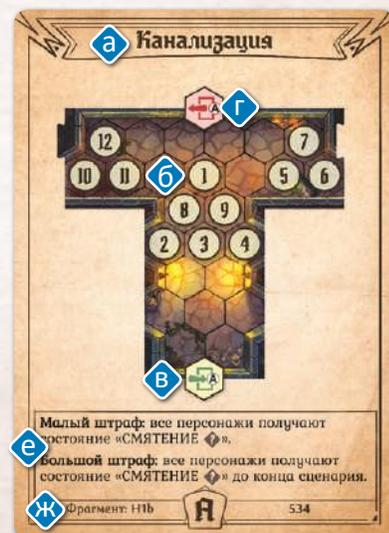 а Канализация
А г
12 7
10 11 б 1 5 6
8 9
2 3 4
в А
Малый штраф: все персонажи получают
состояние «СМЯТЕНИЕ ».
е
Большой штраф: все персонажи получают
состояние «СМЯТЕНИЕ » до конца сценария.
ж Фрагмент: H1b А 534